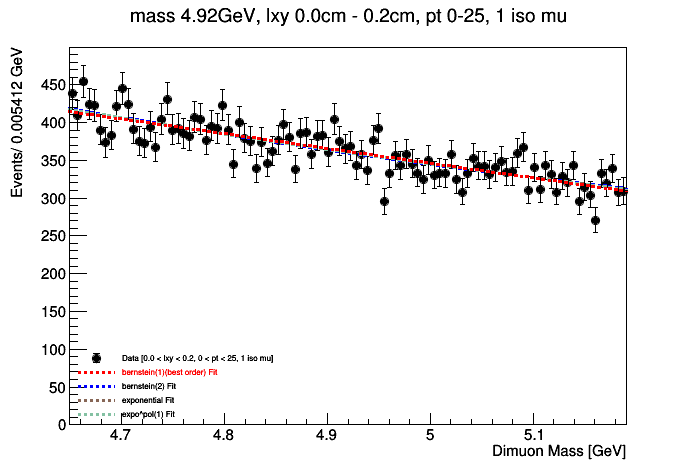 mass 4.92GeV, lxy 0.0cm - 0.2cm, pt 0-25, 1 iso mu
Events/ 0.005412 GeV
450
400
350
300
250
200
150
100
50
0
Data [0.0 < lxy < 0.2, 0 < pt < 25, 1 iso mu]
bernstein(1)(best order) Fit
bernstein(2) Fit
exponential Fit
expo*pol(1) Fit
4.7 4.8 4.9 5 5.1
Dimuon Mass [GeV]